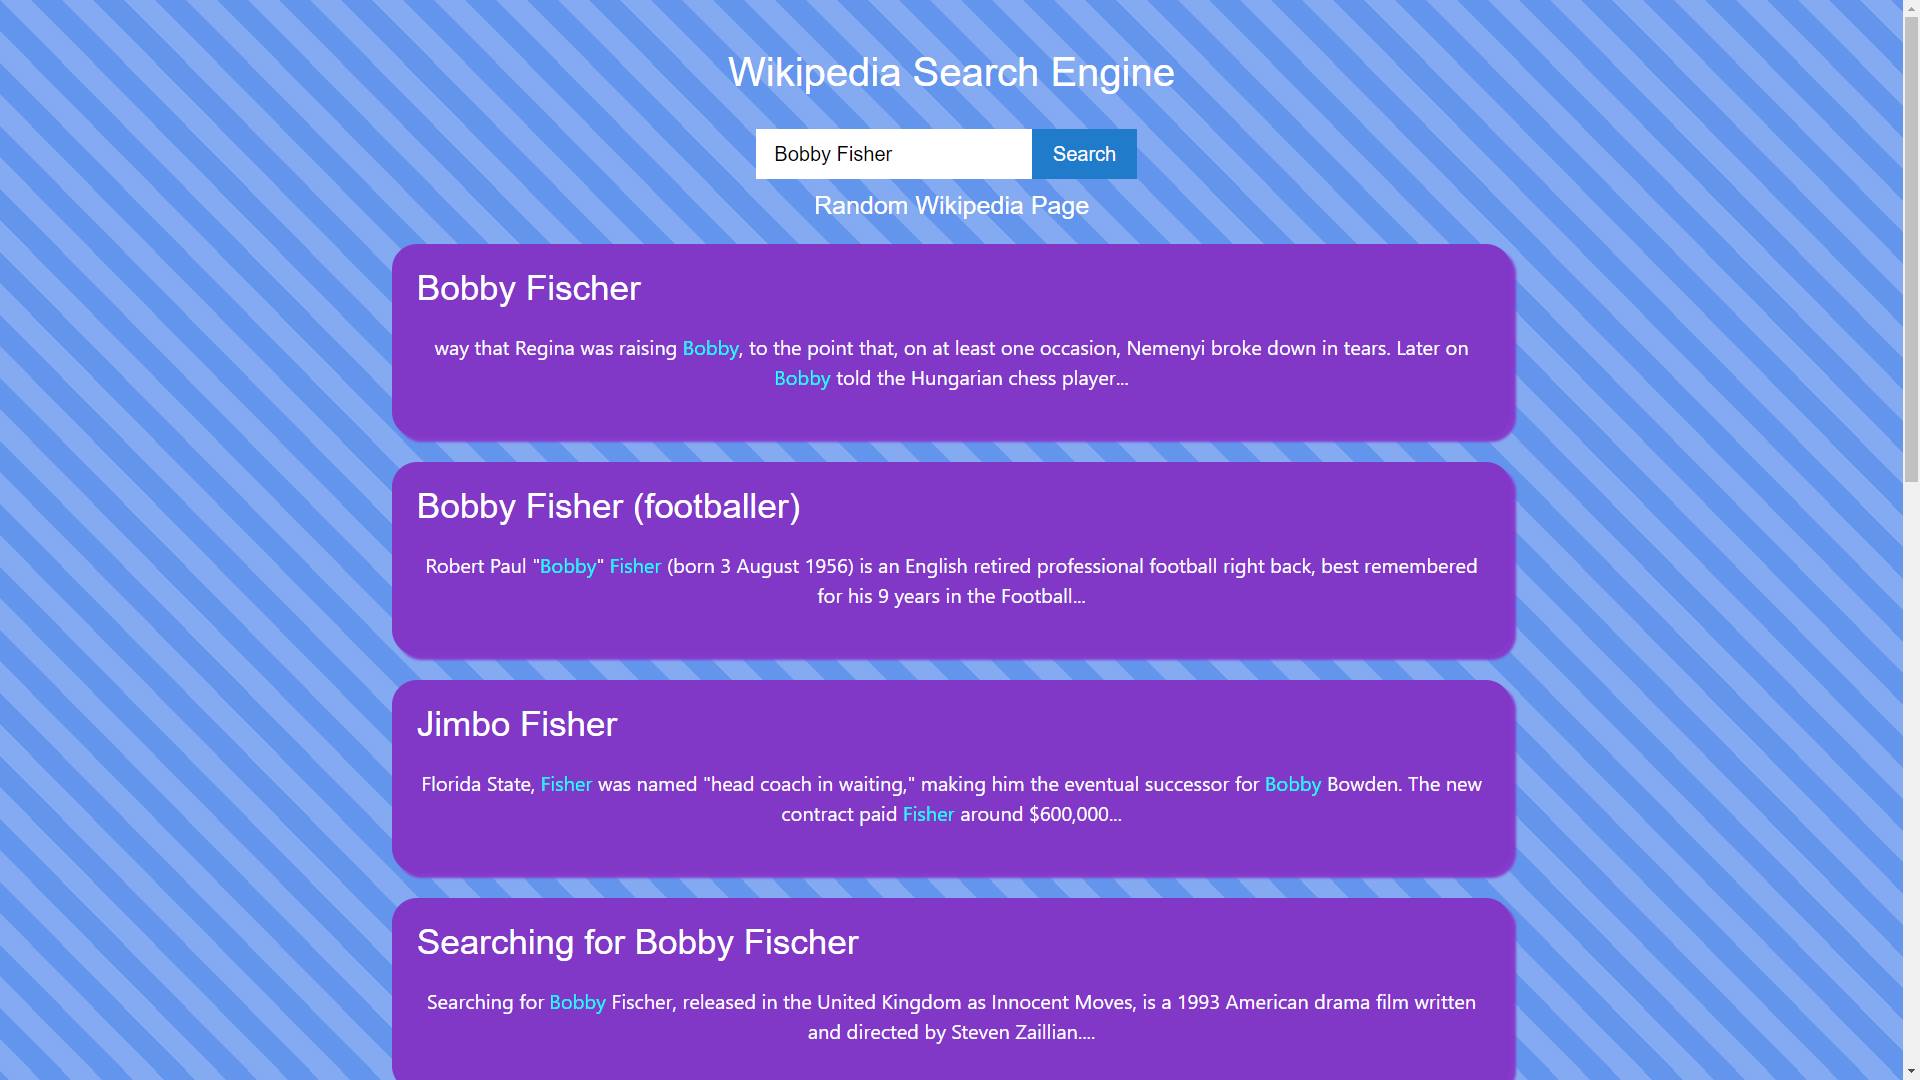 Wikipedia Search Engine
Bobby Fisher
Search
Random Wikipedia Page
Bobby Fischer
way that Regina was raising Bobby, to the point that, on at least one occasion, Nemenyi broke down in tears. Later on
Bobby told the Hungarian chess player...
Bobby Fisher (footballer)
Robert Paul "Bobby" Fisher (born 3 August 1956) is an English retired professional football right back, best remembered
for his 9 years in the Football...
Jimbo Fisher
Florida State, Fisher was named "head coach in waiting," making him the eventual successor for Bobby Bowden. The new
contract paid Fisher around $600,000...
Searching for Bobby Fischer
Searching for Bobby Fischer, released in the United Kingdom as Innocent Moves, is a 1993 American drama film written
and directed by Steven Zaillian....